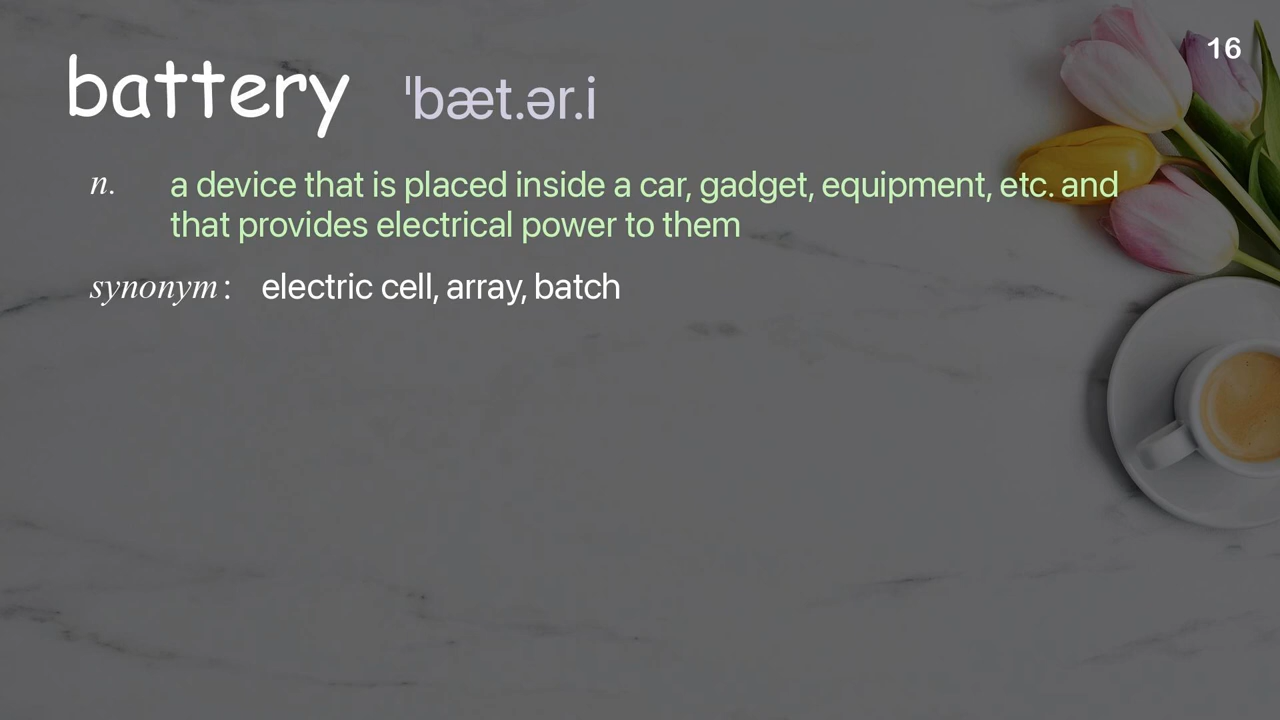 16
battery ˈbæt.ər.i
n. a device that is placed inside a car, gadget, equipment, etc. and
that provides electrical power to them
synonym: electric cell, array, batch